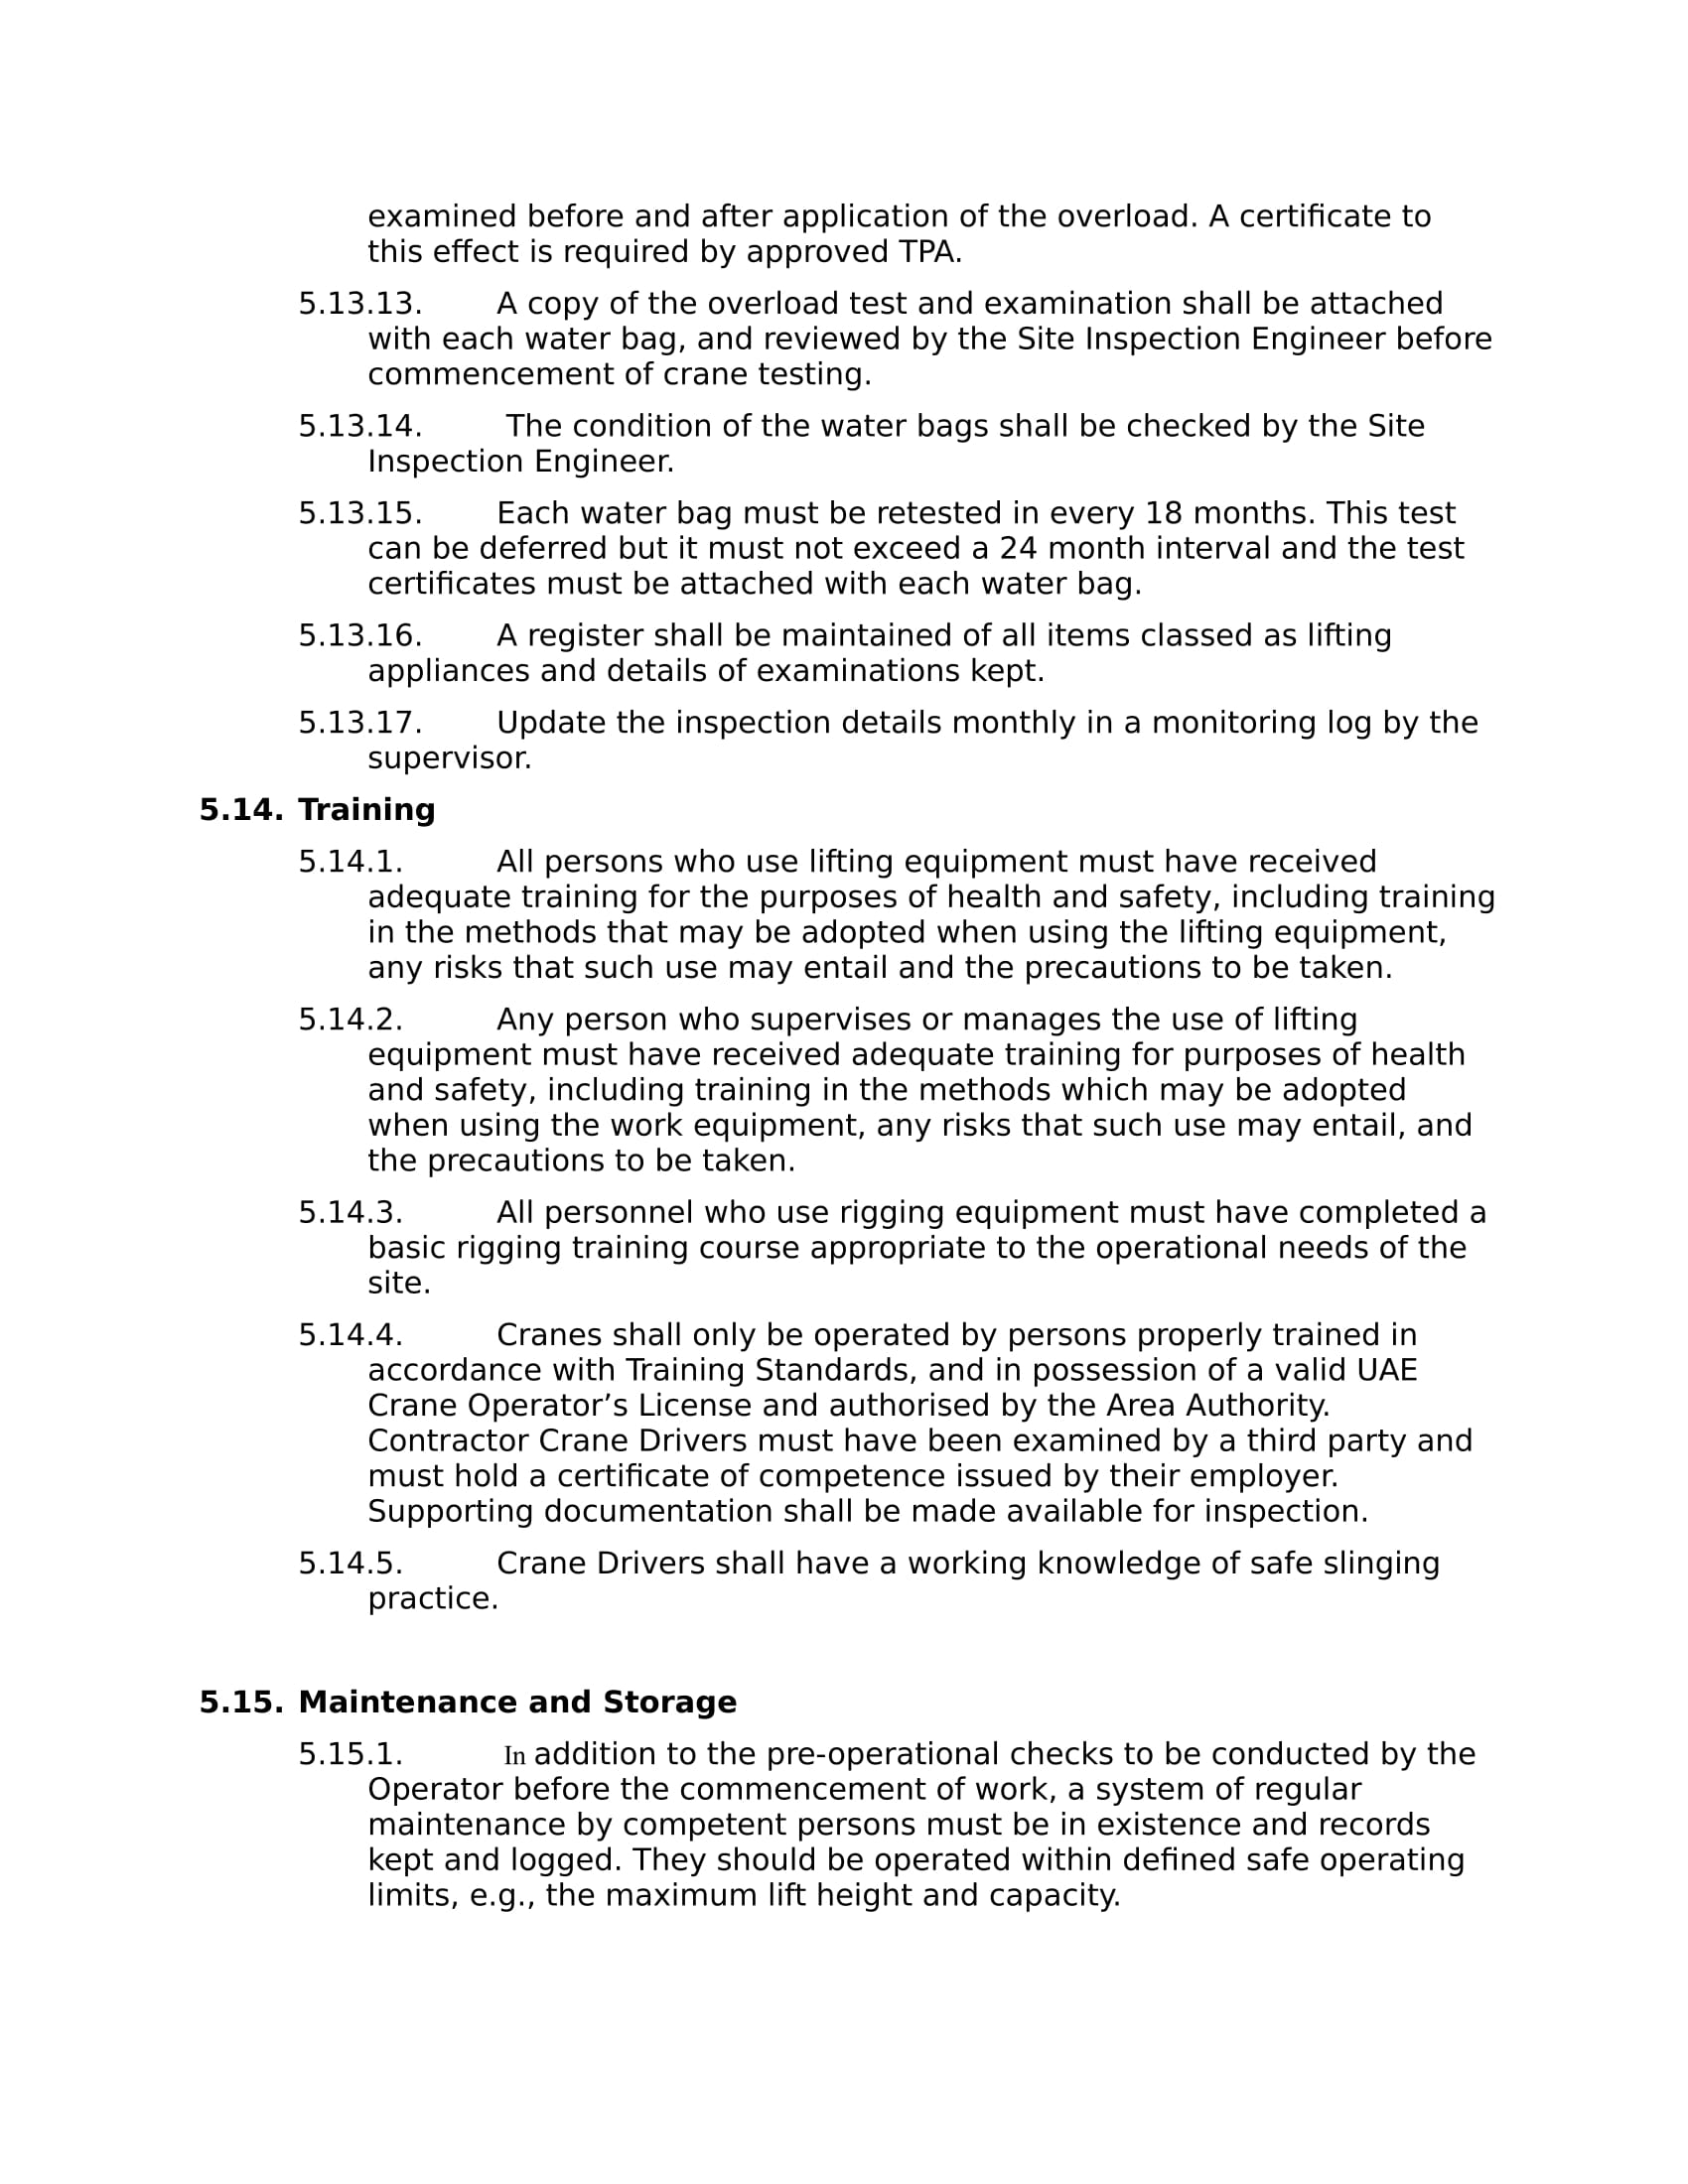 examined before and after application of the overload. A certificate to
this effect is required by approved TPA.
5.13.13. A copy of the overload test and examination shall be attached
with each water bag, and reviewed by the Site Inspection Engineer before
commencement of crane testing.
5.13.14. The condition of the water bags shall be checked by the Site
Inspection Engineer.
5.13.15. Each water bag must be retested in every 18 months. This test
can be deferred but it must not exceed a 24 month interval and the test
certificates must be attached with each water bag.
5.13.16. A register shall be maintained of all items classed as lifting
appliances and details of examinations kept.
5.13.17. Update the inspection details monthly in a monitoring log by the
supervisor.
5.14. Training
5.14.1. All persons who use lifting equipment must have received
adequate training for the purposes of health and safety, including training
in the methods that may be adopted when using the lifting equipment,
any risks that such use may entail and the precautions to be taken.
5.14.2. Any person who supervises or manages the use of lifting
equipment must have received adequate training for purposes of health
and safety, including training in the methods which may be adopted
when using the work equipment, any risks that such use may entail, and
the precautions to be taken.
5.14.3. All personnel who use rigging equipment must have completed a
basic rigging training course appropriate to the operational needs of the
site.
5.14.4. Cranes shall only be operated by persons properly trained in
accordance with Training Standards, and in possession of a valid UAE
Crane Operator’s License and authorised by the Area Authority.
Contractor Crane Drivers must have been examined by a third party and
must hold a certificate of competence issued by their employer.
Supporting documentation shall be made available for inspection.
5.14.5. Crane Drivers shall have a working knowledge of safe slinging
practice.
5.15. Maintenance and Storage
5.15.1. In addition to the pre-operational checks to be conducted by the
Operator before the commencement of work, a system of regular
maintenance by competent persons must be in existence and records
kept and logged. They should be operated within defined safe operating
limits, e.g., the maximum lift height and capacity.